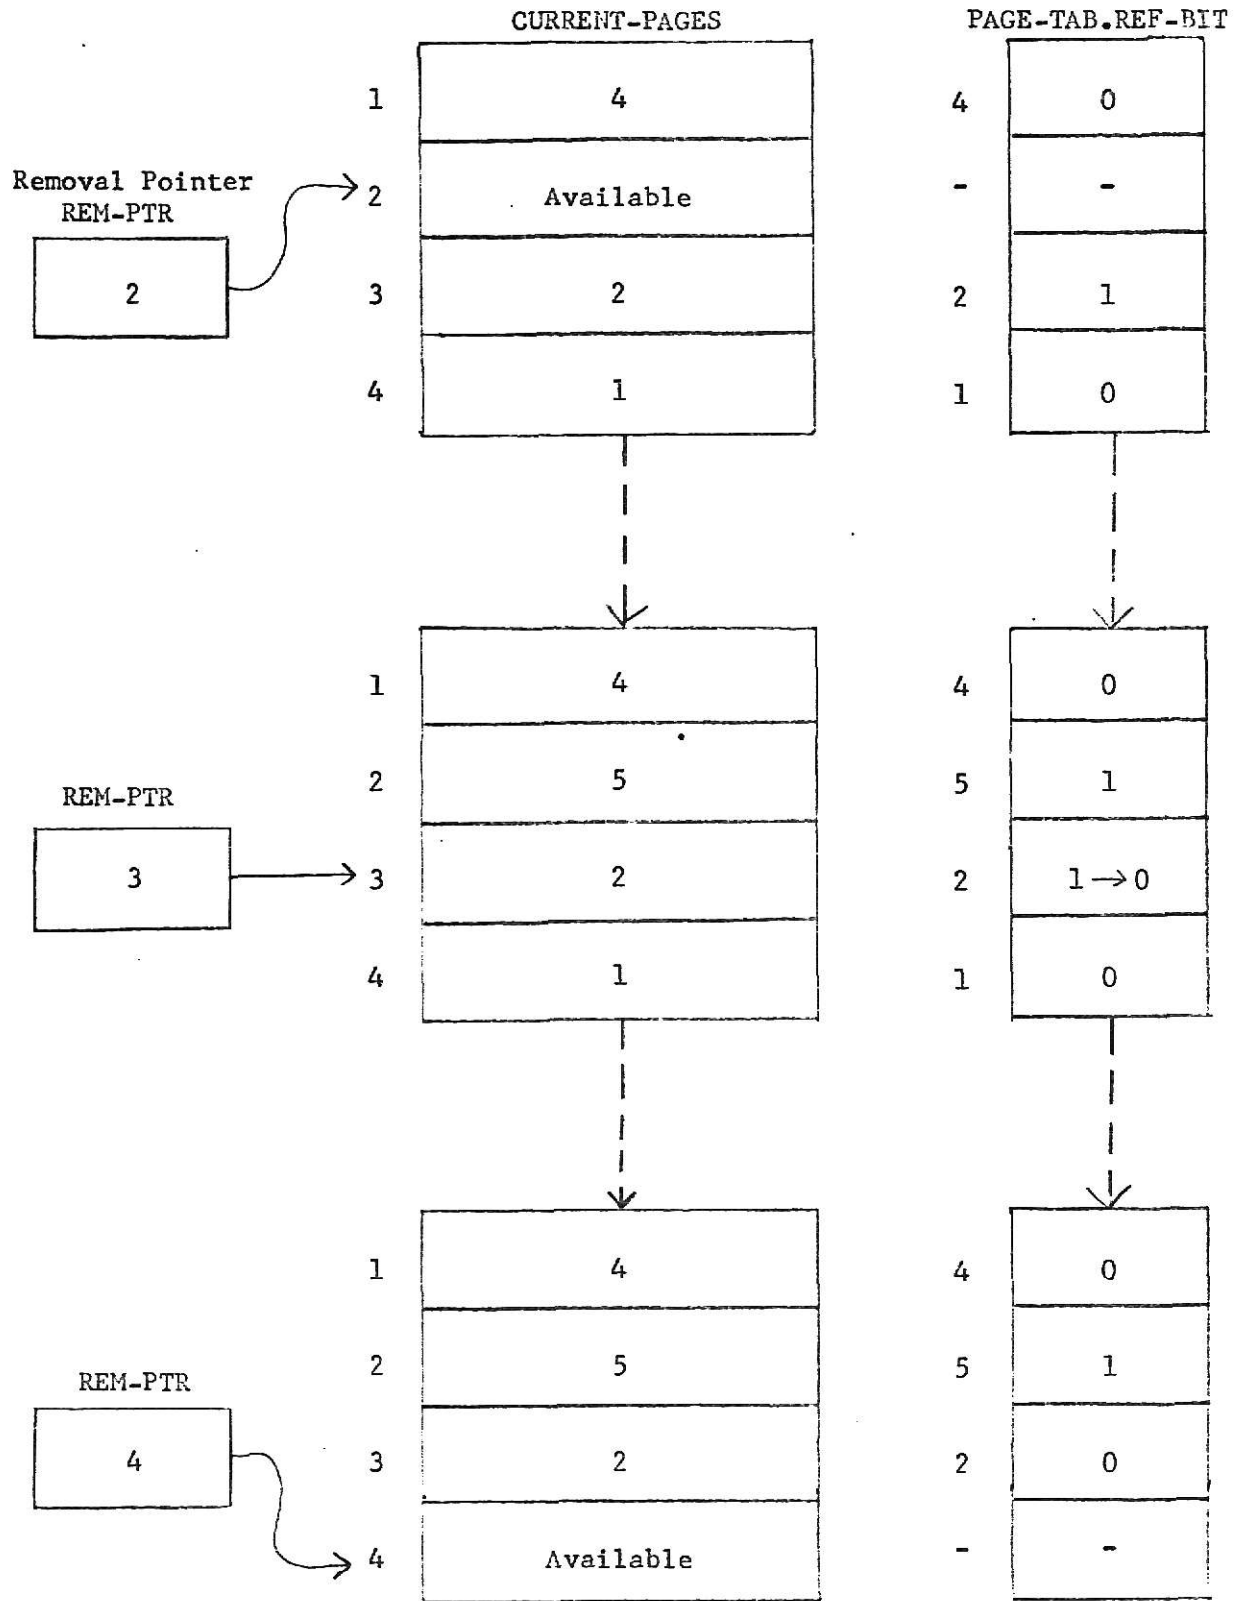 CURRENT-PAGES PAGE-TAB.REF-BIT
1 4 4 0
Removal Pointer
REM-PTR
2 Available - -
2
3 2 2 1
4 1 1 0
1 4 4 0
2 5 5 1
REM-PTR
3
3 2 2 1→0
4 1 1 0
1 4 4 0
2 5 5 1
REM-PTR
4
3 2 2 0
4 Available - -